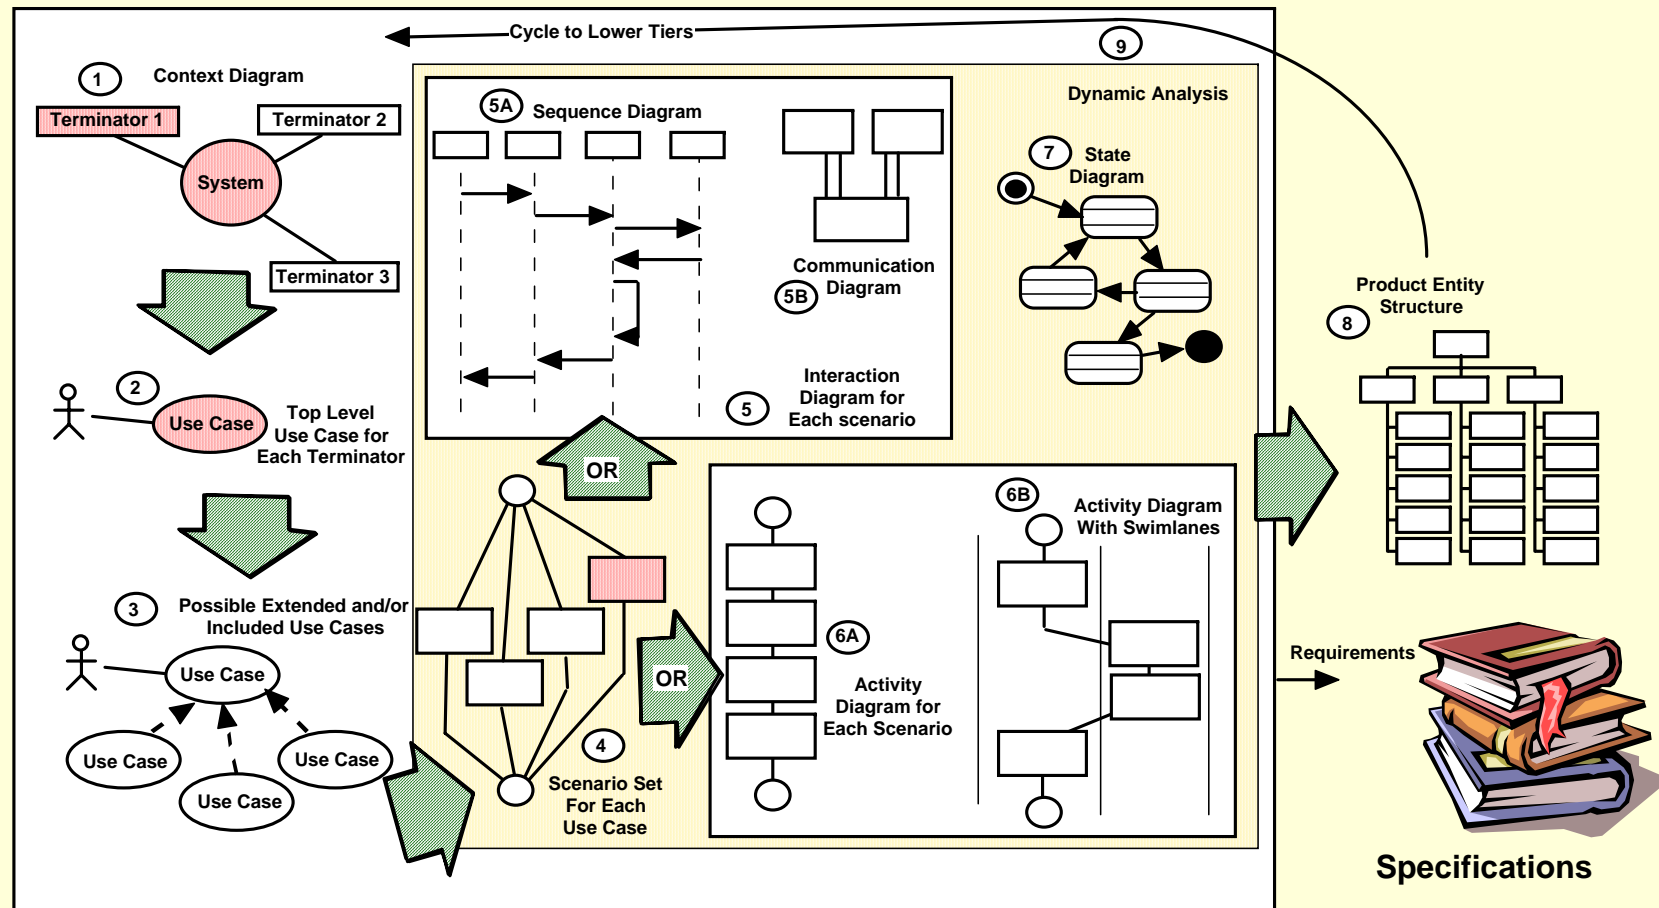 Cycle to Lower Tiers
9
1
Context Diagram
Terminator 1
Terminator 2
System
Terminator 3
2
Use Case
Top Level
Use Case for
Each Terminator
3
Possible Extended and/or
Included Use Cases
Use Case
Use Case
Use Case
Use Case
4
Scenario Set
For Each
Use Case
OR
OR
5A
Sequence Diagram
Communication
Diagram
5B
5
Interaction
Diagram for
Each scenario
Dynamic Analysis
7
State
Diagram
6A
Activity
Diagram for
Each Scenario
6B
Activity Diagram
With Swimlanes
Product Entity
Structure
8
Requirements
Specifications